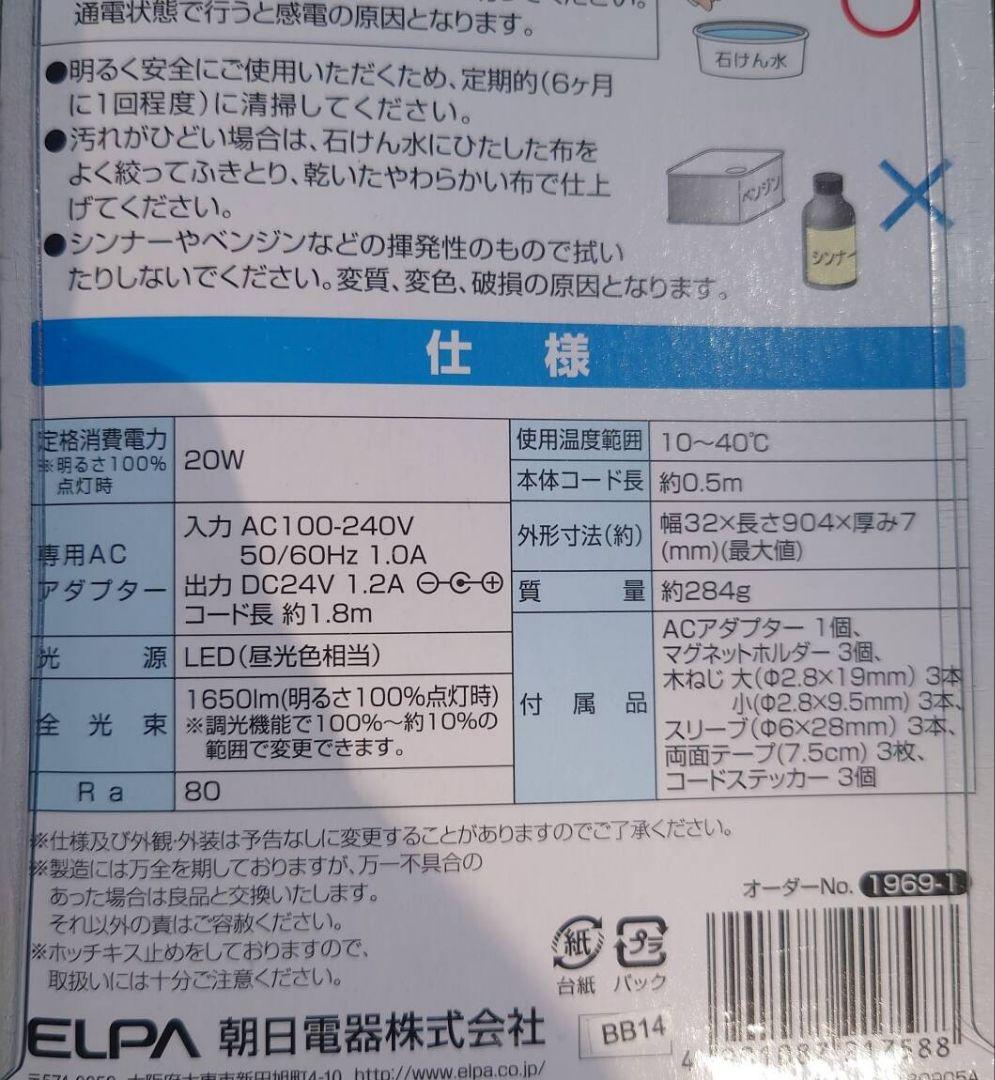 通電状態で行うと感電の原因となります。
石けん水
●明るく安全にご使用いただくため、定期的(6ヶ月
に1回程度)に清掃してください。
●汚れがひどい場合は、石けん水にひたした布を
よく絞ってふきとり、乾いたやわらかい布で仕上
げてください。
ベンジン
シンナー
●シンナーやベンジンなどの揮発性のもので拭い
たりしないでください。変質、変色、破損の原因となります。
仕 様
定格消費電力
※明るさ100%
点灯時
20W
専用AC
アダプター
入力 AC100-240V
50/60Hz 1.0A
出力 DC24V 1.2A
コード長 約1.8m
光 源
LED(昼光色相当)
全 光 束
1650lm(明るさ100%点灯時)
※調光機能で100%〜約10%の
範囲で変更できます。
Ra
80
使用温度範囲
10〜40℃
本体コード長
約0.5m
外形寸法(約)
幅32×長さ904×厚み7
(mm)(最大値)
質 量
約284g
付 属 品
ACアダプター 1個、
マグネットホルダー 3個、
木ねじ 大(Φ2.8×19mm) 3本
小(Φ2.8×9.5mm) 3本、
スリーブ(Φ6×28mm) 3本、
両面テープ(7.5cm) 3枚、
コードステッカー 3個
※仕様及び外観・外装は予告なしに変更することがありますのでご了承ください。
※製造には万全を期しておりますが、万一不具合の
あった場合は良品と交換いたします。
それ以外の責はご容赦ください。
※ホッチキス止めをしておりますので、
取扱いには十分ご注意ください。
オーダーNo. 1969-1
紙
プラ
台紙 パック
BB14
ELPA 朝日電器株式会社
大阪府大東市新田旭町4-10 http://www.elpa.co.jp/